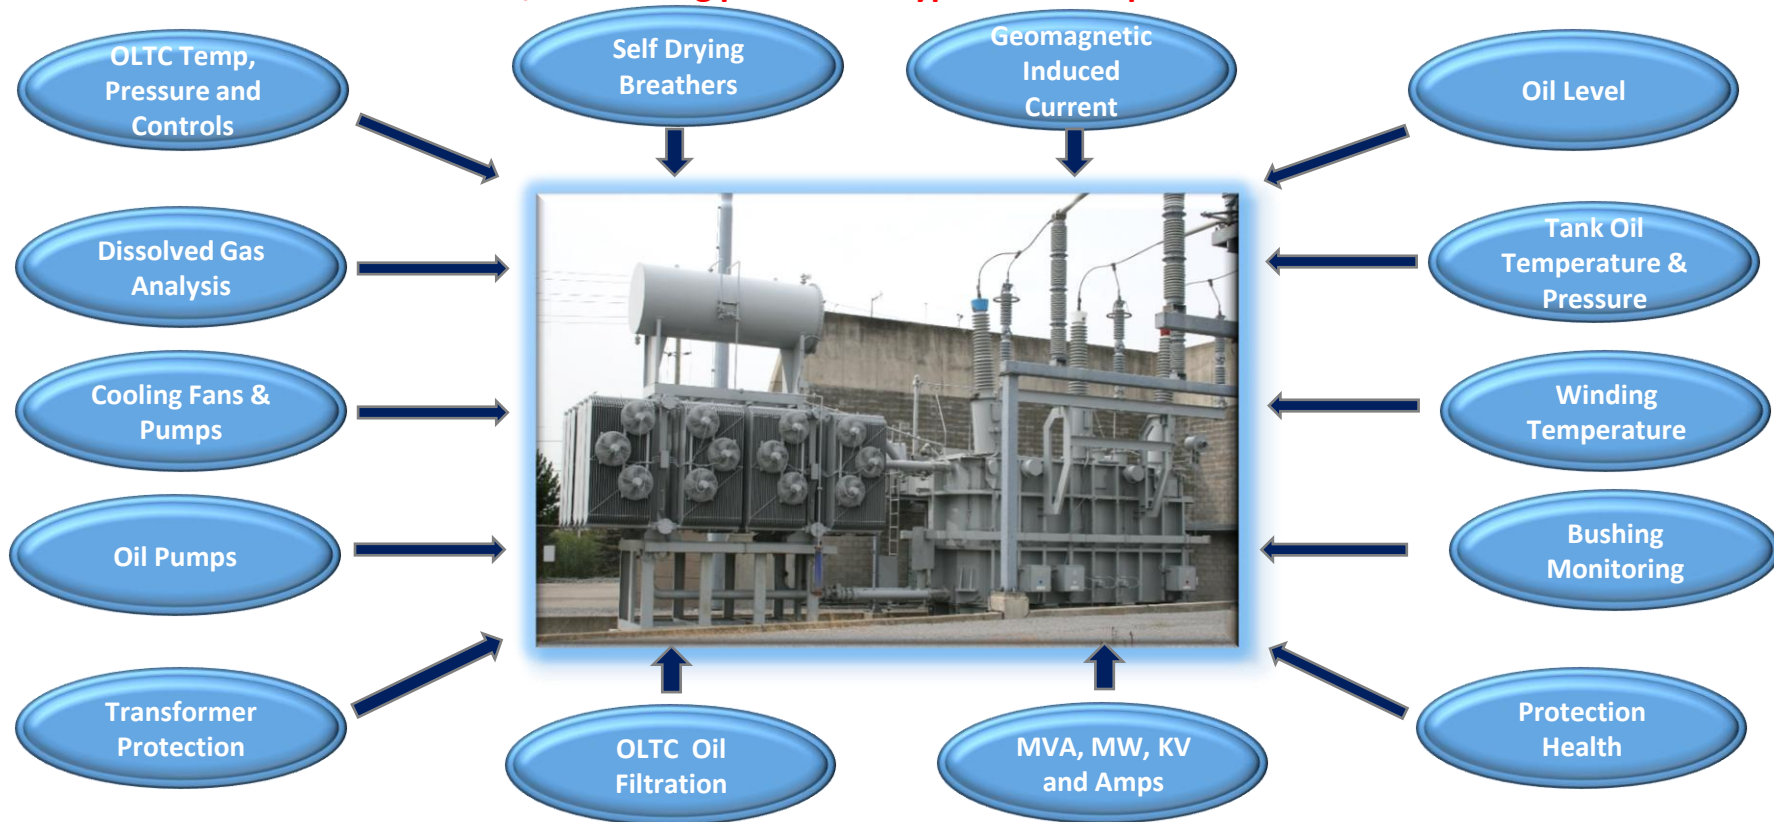 OLTC Temp,
Pressure and
Controls
Self Drying
Breathers
Geomagnetic
Induced
Current
Oil Level
Dissolved Gas
Analysis
Tank Oil
Temperature &
Pressure
Cooling Fans &
Pumps
Winding
Temperature
Oil Pumps
Bushing
Monitoring
Transformer
Protection
OLTC Oil
Filtration
MVA, MW, KV
and Amps
Protection
Health